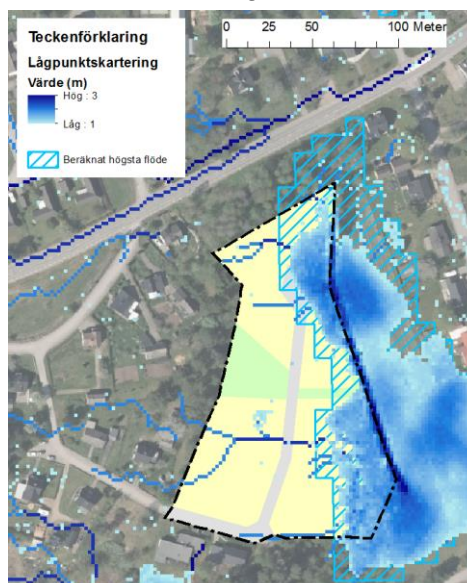 Teckenförklaring
Lågpunktskartering
Värde (m)
Hög : 3
Låg : 1
Beräknat högsta flöde
0 25 50 100 Meter